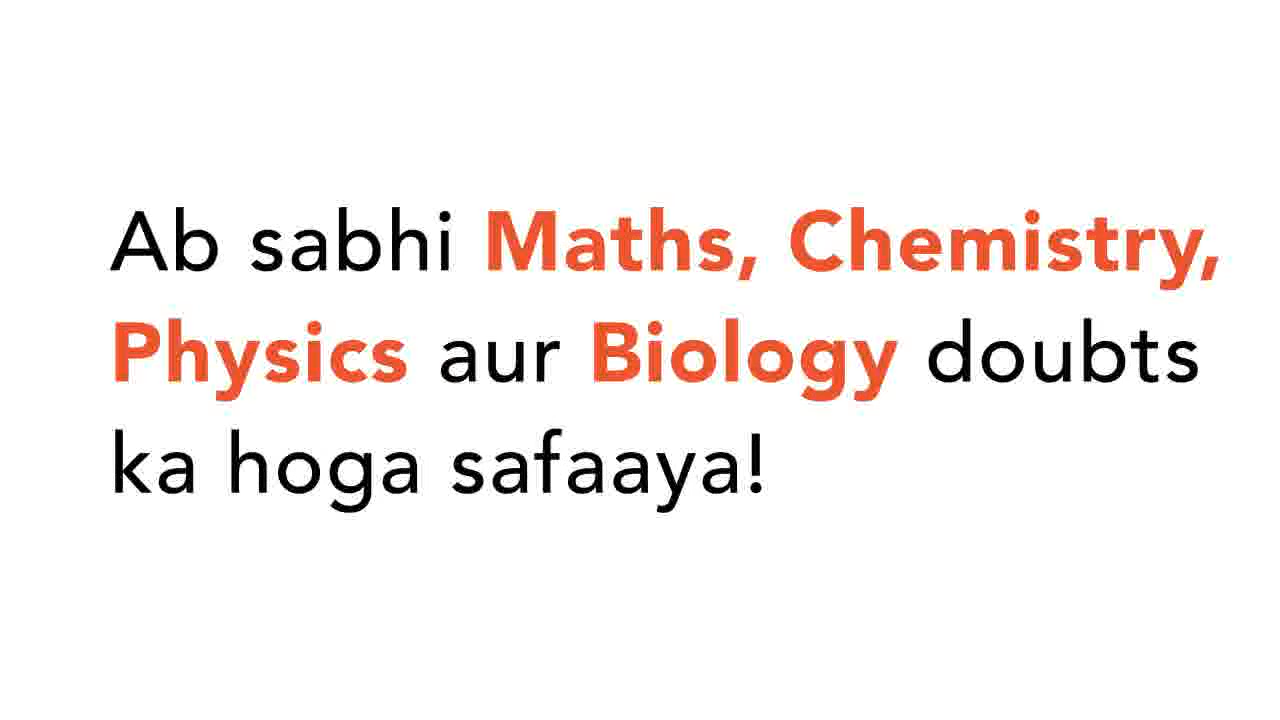 Ab sabhi Maths, Chemistry,
Physics aur Biology doubts
ka hoga safaaya!